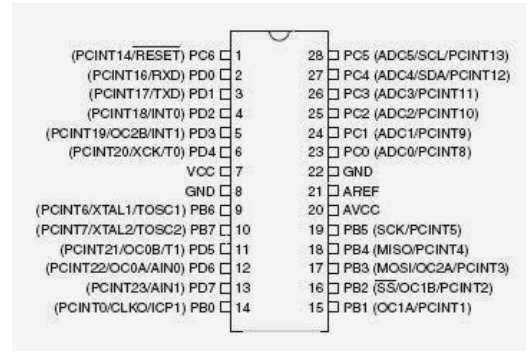 (PCINT14/RESET) PC6 1 28 PC5 (ADC5/SCL/PCINT13)
(PCINT16/RXD) PD0 2 27 PC4 (ADC4/SDA/PCINT12)
(PCINT17/TXD) PD1 3 26 PC3 (ADC3/PCINT11)
(PCINT18/INT0) PD2 4 25 PC2 (ADC2/PCINT10)
(PCINT19/OC2B/INT1) PD3 5 24 PC1 (ADC1/PCINT9)
(PCINT20/XCK/T0) PD4 6 23 PC0 (ADC0/PCINT8)
VCC 7 22 GND
GND 8 21 AREF
(PCINT6/XTAL1/TOSC1) PB6 9 20 AVCC
(PCINT7/XTAL2/TOSC2) PB7 10 19 PB5 (SCK/PCINT5)
(PCINT21/OC0B/T1) PD5 11 18 PB4 (MISO/PCINT4)
(PCINT22/OC0A/AIN0) PD6 12 17 PB3 (MOSI/OC2A/PCINT3)
(PCINT23/AIN1) PD7 13 16 PB2 (SS/OC1B/PCINT2)
(PCINT0/CLKO/ICP1) PB0 14 15 PB1 (OC1A/PCINT1)